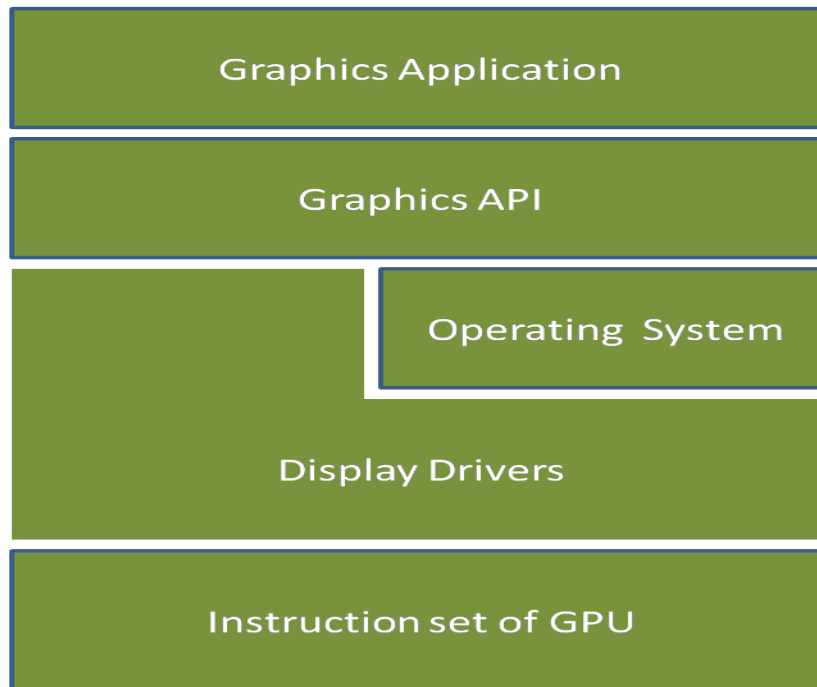 Graphics Application
Graphics API
Operating System
Display Drivers
Instruction set of GPU